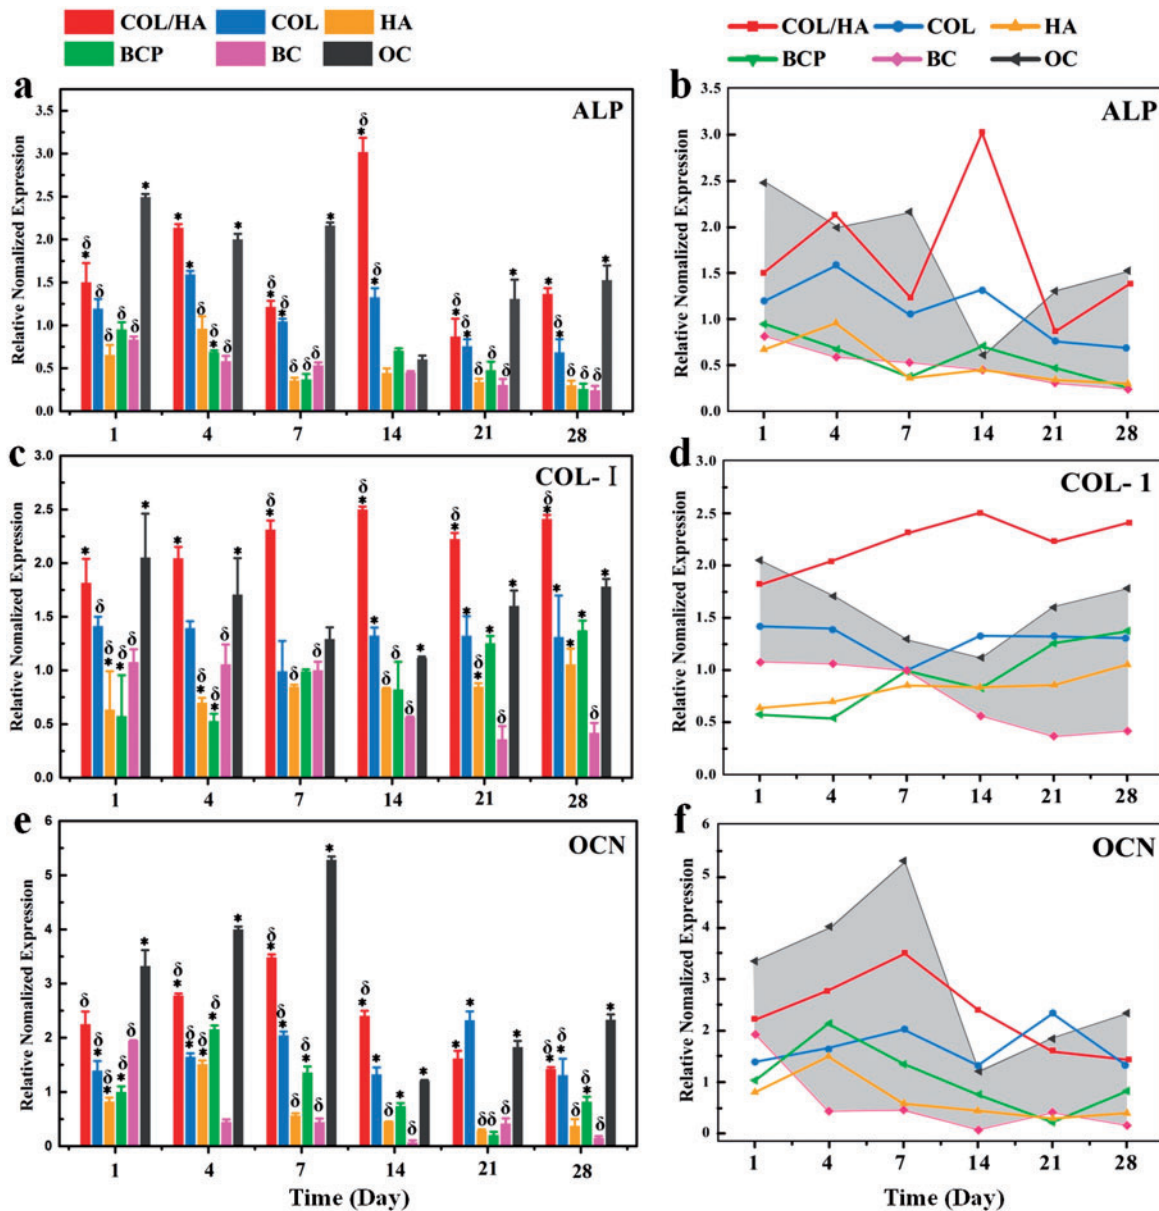 COL/HA COL HA
BCP BC OC
COL/HA COL HA
BCP BC OC
a
ALP
Relative Nomalized Expression
3.5
3.0
2.5
2.0
1.5
1.0
0.5
0.0
1 4 7 14 21 28
b
ALP
Relative Nomalized Expression
3.5
3.0
2.5
2.0
1.5
1.0
0.5
0.0
1 4 7 14 21 28
c
COL- I
Relative Nomalized Expression
3.0
2.5
2.0
1.5
1.0
0.5
0.0
1 4 7 14 21 28
d
COL- 1
Relative Nomalized Expression
3.0
2.5
2.0
1.5
1.0
0.5
0.0
1 4 7 14 21 28
e
OCN
Relative Nomalized Expression
6
5
4
3
2
1
0
1 4 7 14 21 28
Time (Day)
f
OCN
Relative Nomalized Expression
6
5
4
3
2
1
0
1 4 7 14 21 28
Time (Day)